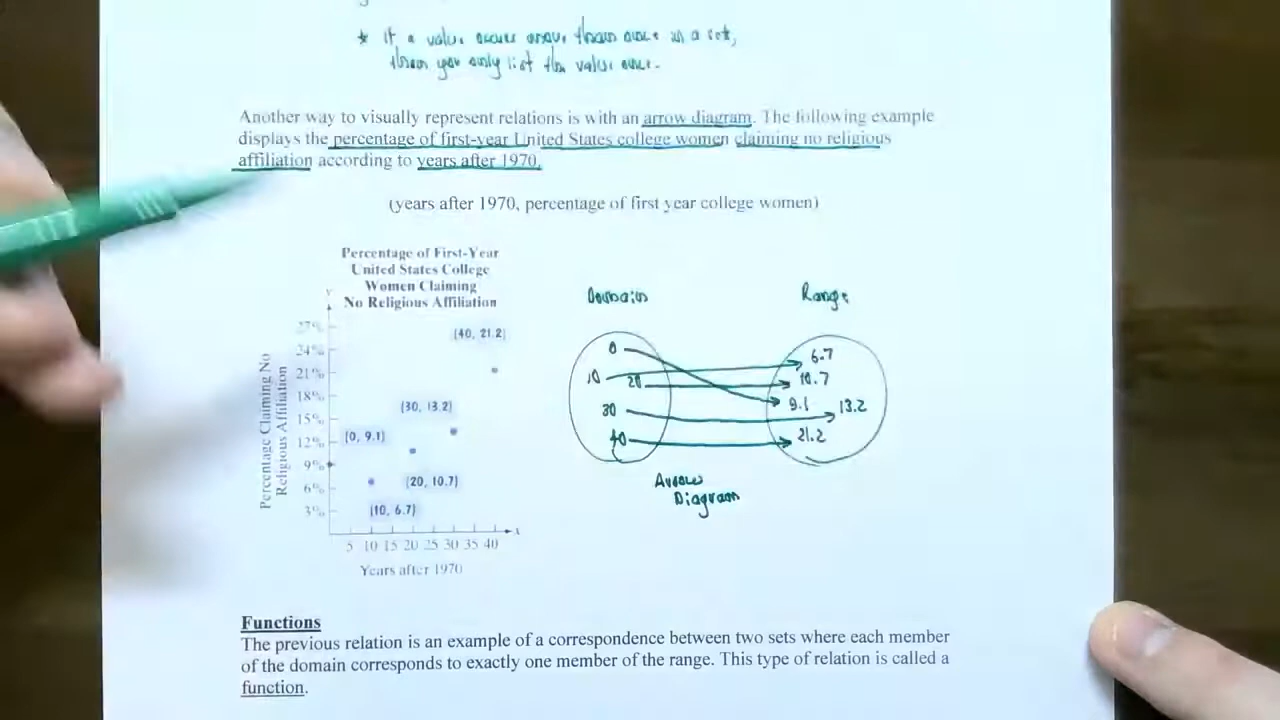 * if a value occurs more than once in a set,
then you only list the value once.
Another way to visually represent relations is with an arrow diagram. The following example
displays the percentage of first-year United States college women claiming no religious
affiliation according to years after 1970.
(years after 1970, percentage of first year college women)
Percentage of First-Year
United States College
Women Claiming
No Religious Affiliation
y
27%
24%
21%
18%
15%
12%
9%
6%
3%
Percentage Claiming No
Religious Affiliation
(40, 21.2)
(30, 13.2)
(0, 9.1)
(20, 10.7)
(10, 6.7)
5 10 15 20 25 30 35 40
x
Years after 1970
Domain
0
10
20
30
40
Range
6.7
10.7
9.1
13.2
21.2
Arrow
Diagram
Functions
The previous relation is an example of a correspondence between two sets where each member
of the domain corresponds to exactly one member of the range. This type of relation is called a
function.